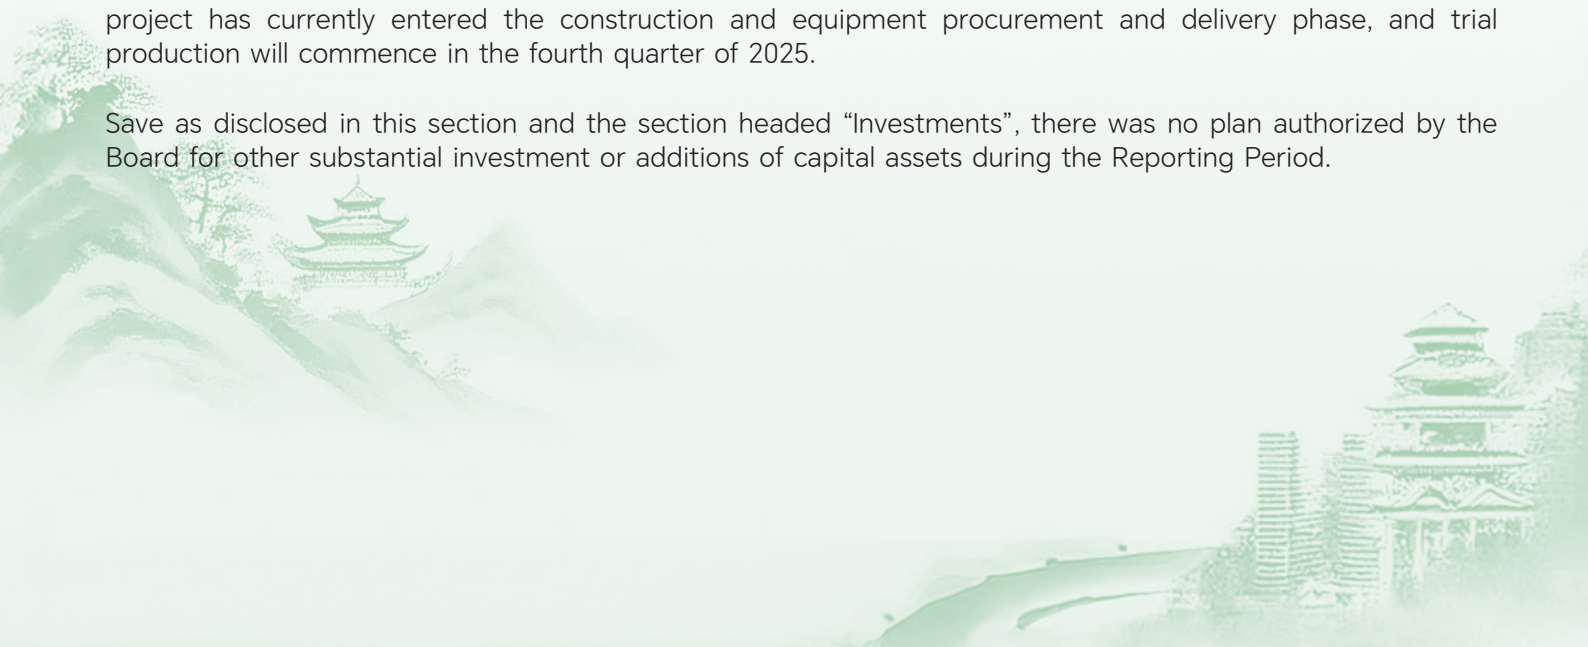 project has currently entered the construction and equipment procurement and delivery phase, and trial
production will commence in the fourth quarter of 2025.
Save as disclosed in this section and the section headed “Investments”, there was no plan authorized by the
Board for other substantial investment or additions of capital assets during the Reporting Period.